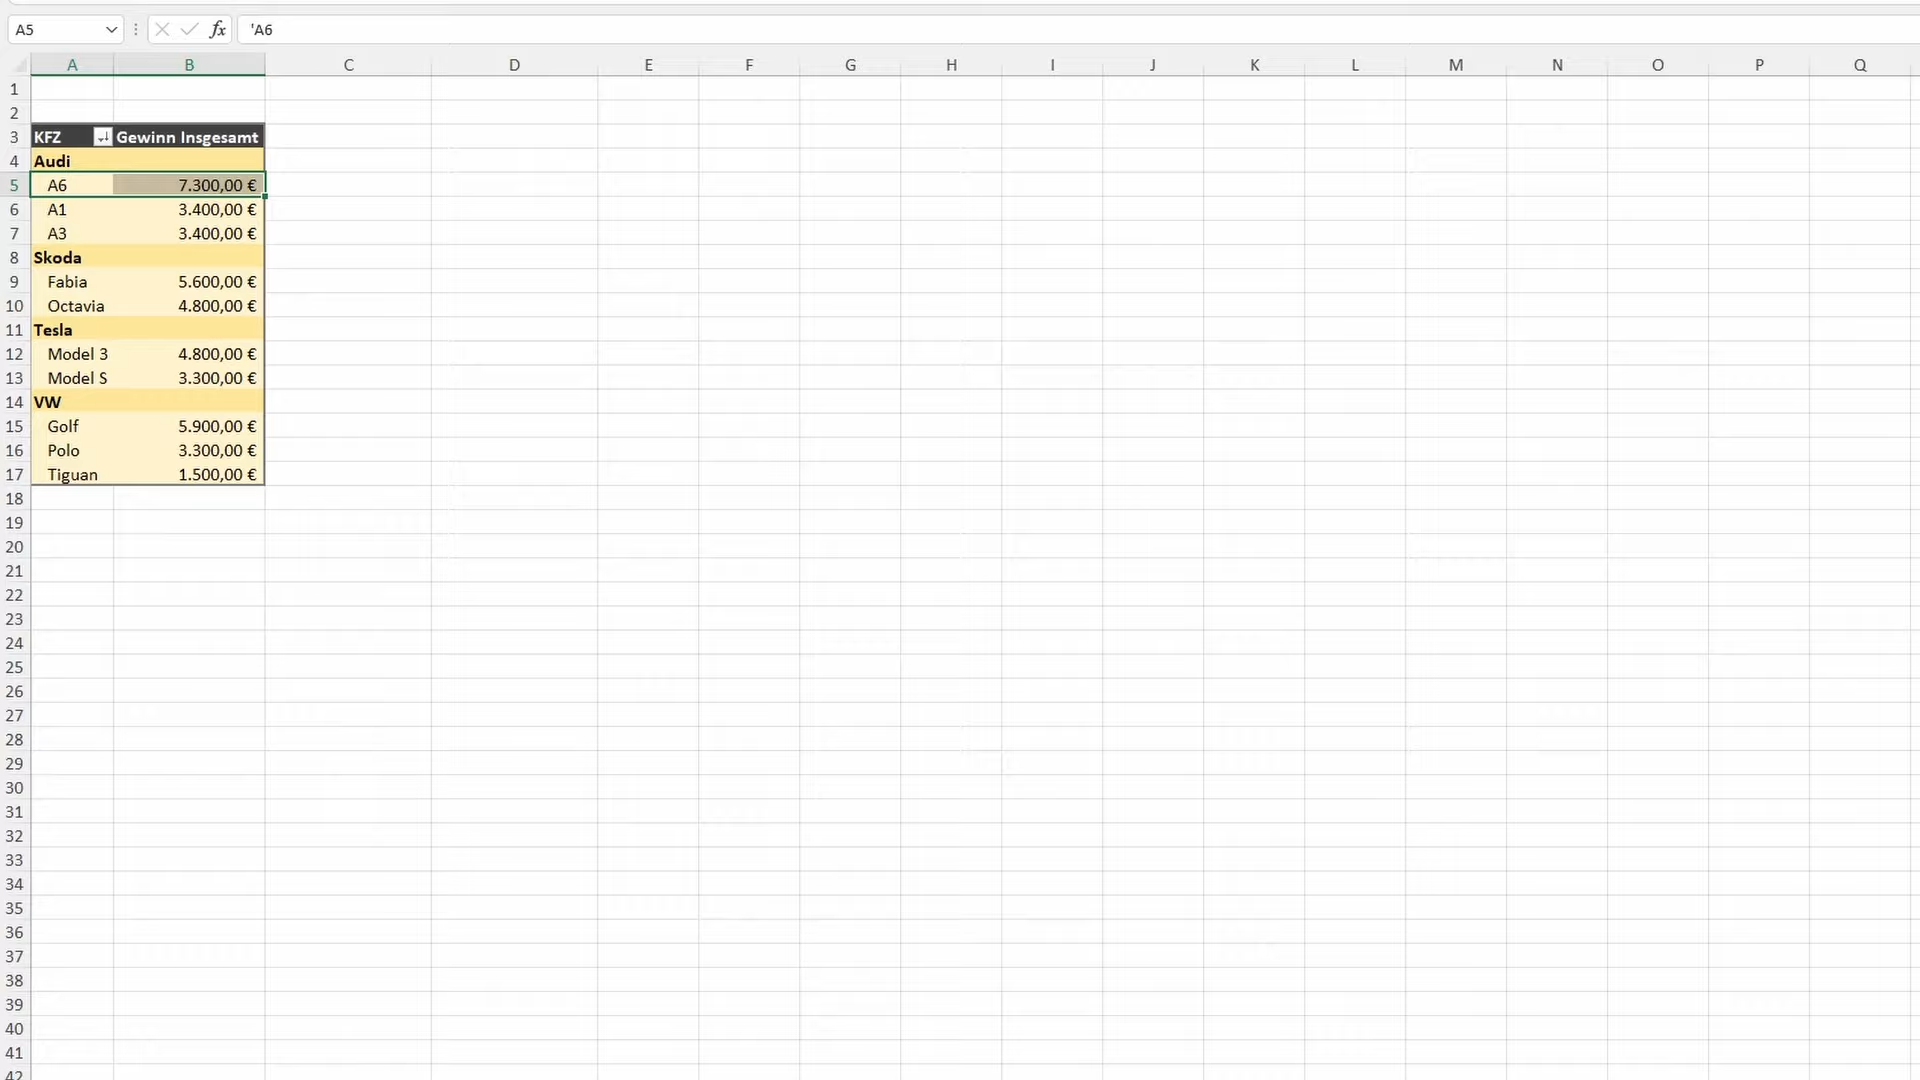 A5 fx 'A6
A B C D E F G H I J K L M N O P Q
1
2
3 KFZ Gewinn Insgesamt
4 Audi
5 A6 7.300,00 €
6 A1 3.400,00 €
7 A3 3.400,00 €
8 Skoda
9 Fabia 5.600,00 €
10 Octavia 4.800,00 €
11 Tesla
12 Model 3 4.800,00 €
13 Model S 3.300,00 €
14 VW
15 Golf 5.900,00 €
16 Polo 3.300,00 €
17 Tiguan 1.500,00 €
18
19
20
21
22
23
24
25
26
27
28
29
30
31
32
33
34
35
36
37
38
39
40
41
42